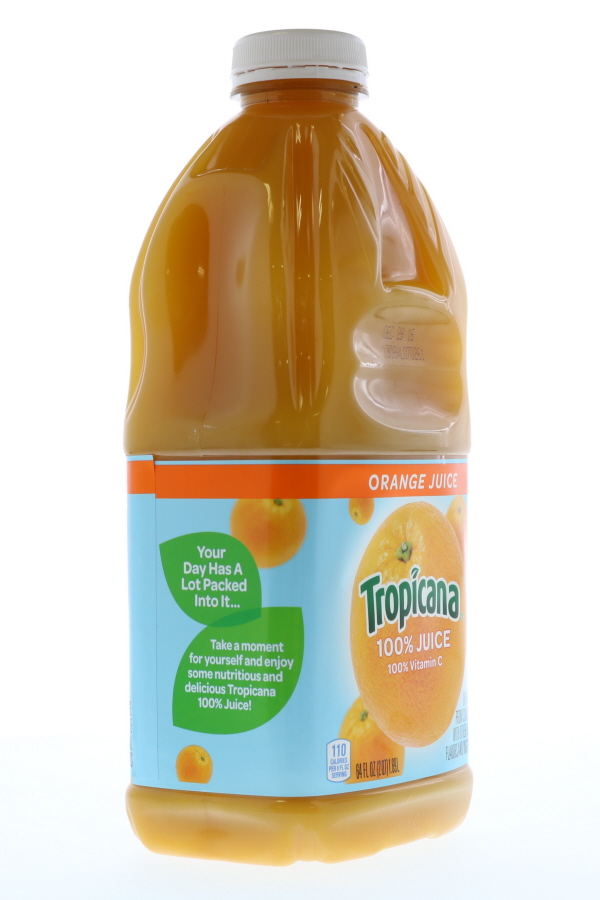 ORANGE JUICE
Your
Day Has A
Lot Packed
Into It...
Take a moment
for yourself and enjoy
some nutritious and
delicious Tropicana
100% Juice!
Tropicana
100% JUICE
100% Vitamin C
110
CALORIES
PER 8 FL OZ
SERVING
64 FL OZ (2 QT) 1.89L